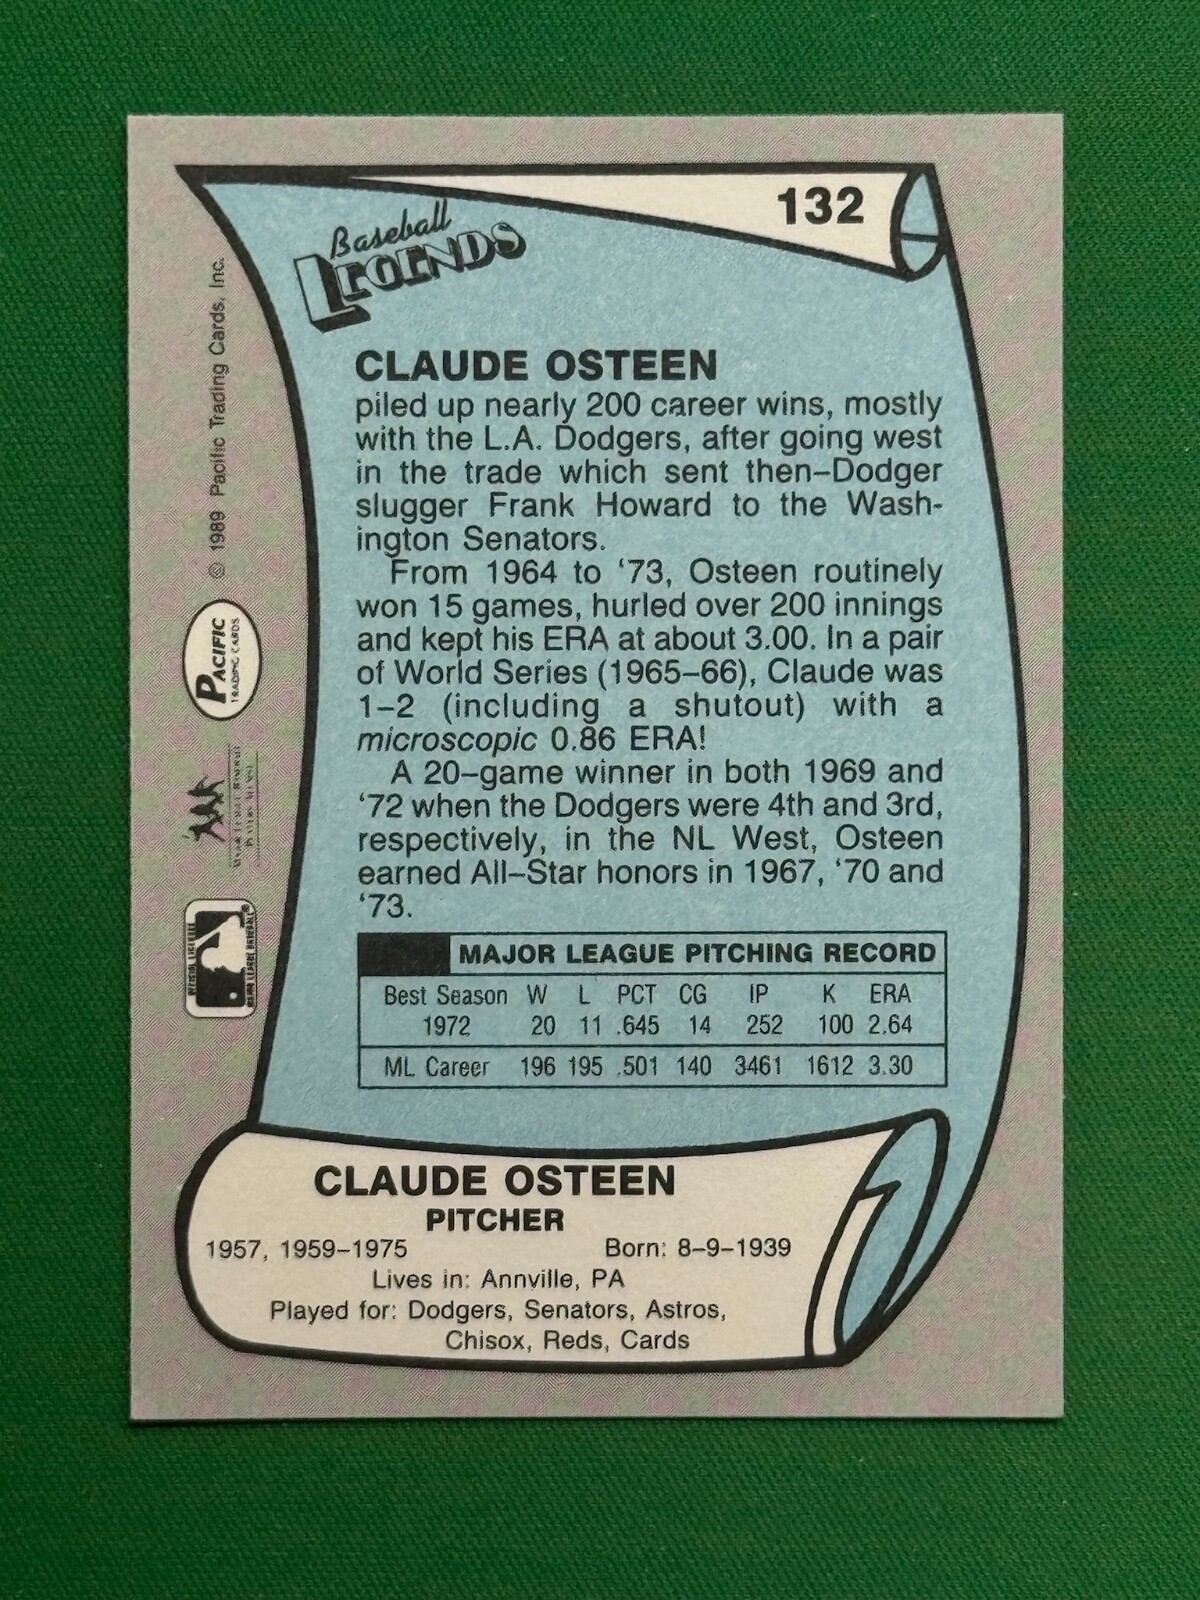 132
Baseball
LEGENDS
CLAUDE OSTEEN
piled up nearly 200 career wins, mostly
with the L.A. Dodgers, after going west
in the trade which sent then–Dodger
slugger Frank Howard to the Wash-
ington Senators.
From 1964 to ‘73, Osteen routinely
won 15 games, hurled over 200 innings
and kept his ERA at about 3.00. In a pair
of World Series (1965–66), Claude was
1–2 (including a shutout) with a
microscopic 0.86 ERA!
A 20–game winner in both 1969 and
‘72 when the Dodgers were 4th and 3rd,
respectively, in the NL West, Osteen
earned All–Star honors in 1967, ‘70 and
‘73.
MAJOR LEAGUE PITCHING RECORD
Best Season W L PCT CG IP K ERA
1972 20 11 .645 14 252 100 2.64
ML Career 196 195 .501 140 3461 1612 3.30
CLAUDE OSTEEN
PITCHER
1957, 1959–1975 Born: 8–9–1939
Lives in: Annville, PA
Played for: Dodgers, Senators, Astros,
Chisox, Reds, Cards
© 1989 Pacific Trading Cards, Inc.
PACIFIC
TRADING CARDS